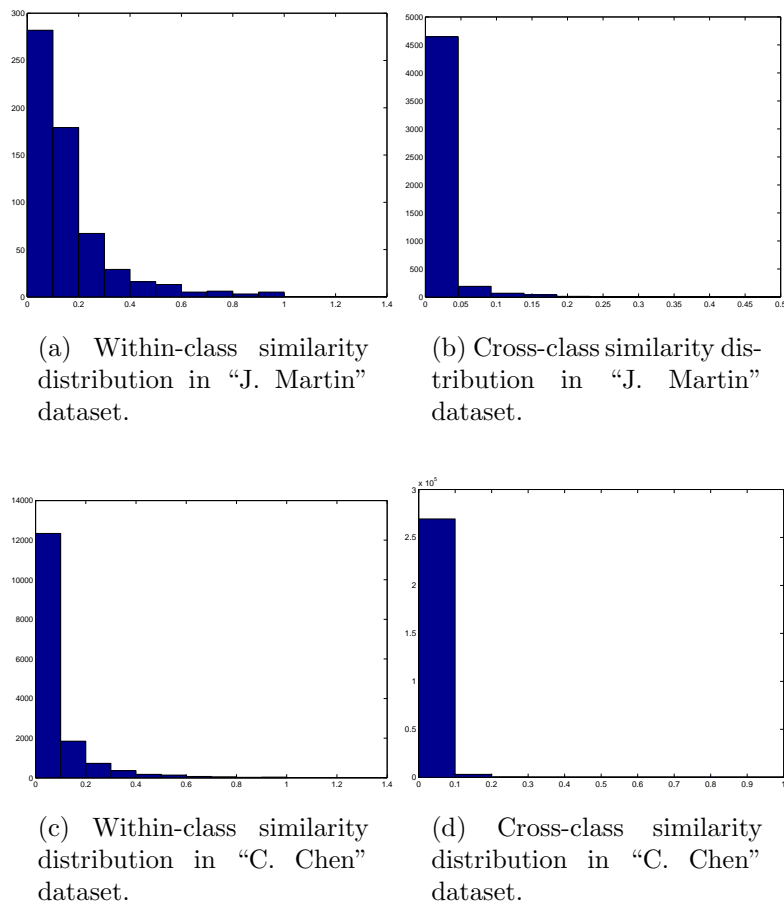 300
250
200
150
100
50
0
0 0.2 0.4 0.6 0.8 1 1.2 1.4
(a) Within-class similarity
distribution in “J. Martin”
dataset.
5000
4500
4000
3500
3000
2500
2000
1500
1000
500
0
0 0.05 0.1 0.15 0.2 0.25 0.3 0.35 0.4 0.45 0.5
(b) Cross-class similarity dis-
tribution in “J. Martin”
dataset.
14000
12000
10000
8000
6000
4000
2000
0
0 0.2 0.4 0.6 0.8 1 1.2 1.4
(c) Within-class similarity
distribution in “C. Chen”
dataset.
x 10^5
3
2.5
2
1.5
1
0.5
0
0 0.1 0.2 0.3 0.4 0.5 0.6 0.7 0.8 0.9 1
(d) Cross-class similarity
distribution in “C. Chen”
dataset.